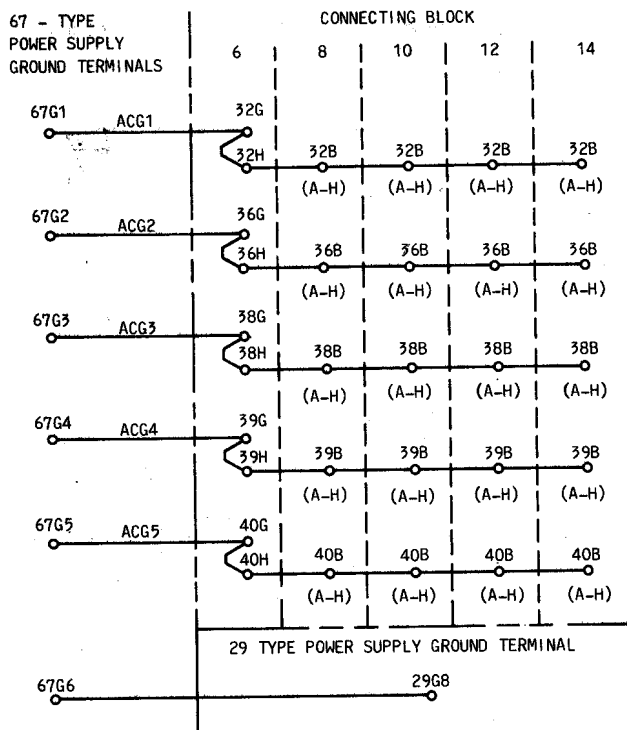 67 - TYPE
POWER SUPPLY
GROUND TERMINALS
CONNECTING BLOCK
6 8 10 12 14
67G1 ACG1 32G
32H 32B 32B 32B 32B
(A-H) (A-H) (A-H) (A-H)
67G2 ACG2 36G
36H 36B 36B 36B 36B
(A-H) (A-H) (A-H) (A-H)
67G3 ACG3 38G
38H 38B 38B 38B 38B
(A-H) (A-H) (A-H) (A-H)
67G4 ACG4 39G
39H 39B 39B 39B 39B
(A-H) (A-H) (A-H) (A-H)
67G5 ACG5 40G
40H 40B 40B 40B 40B
(A-H) (A-H) (A-H) (A-H)
29 TYPE POWER SUPPLY GROUND TERMINAL
67G6 29G8